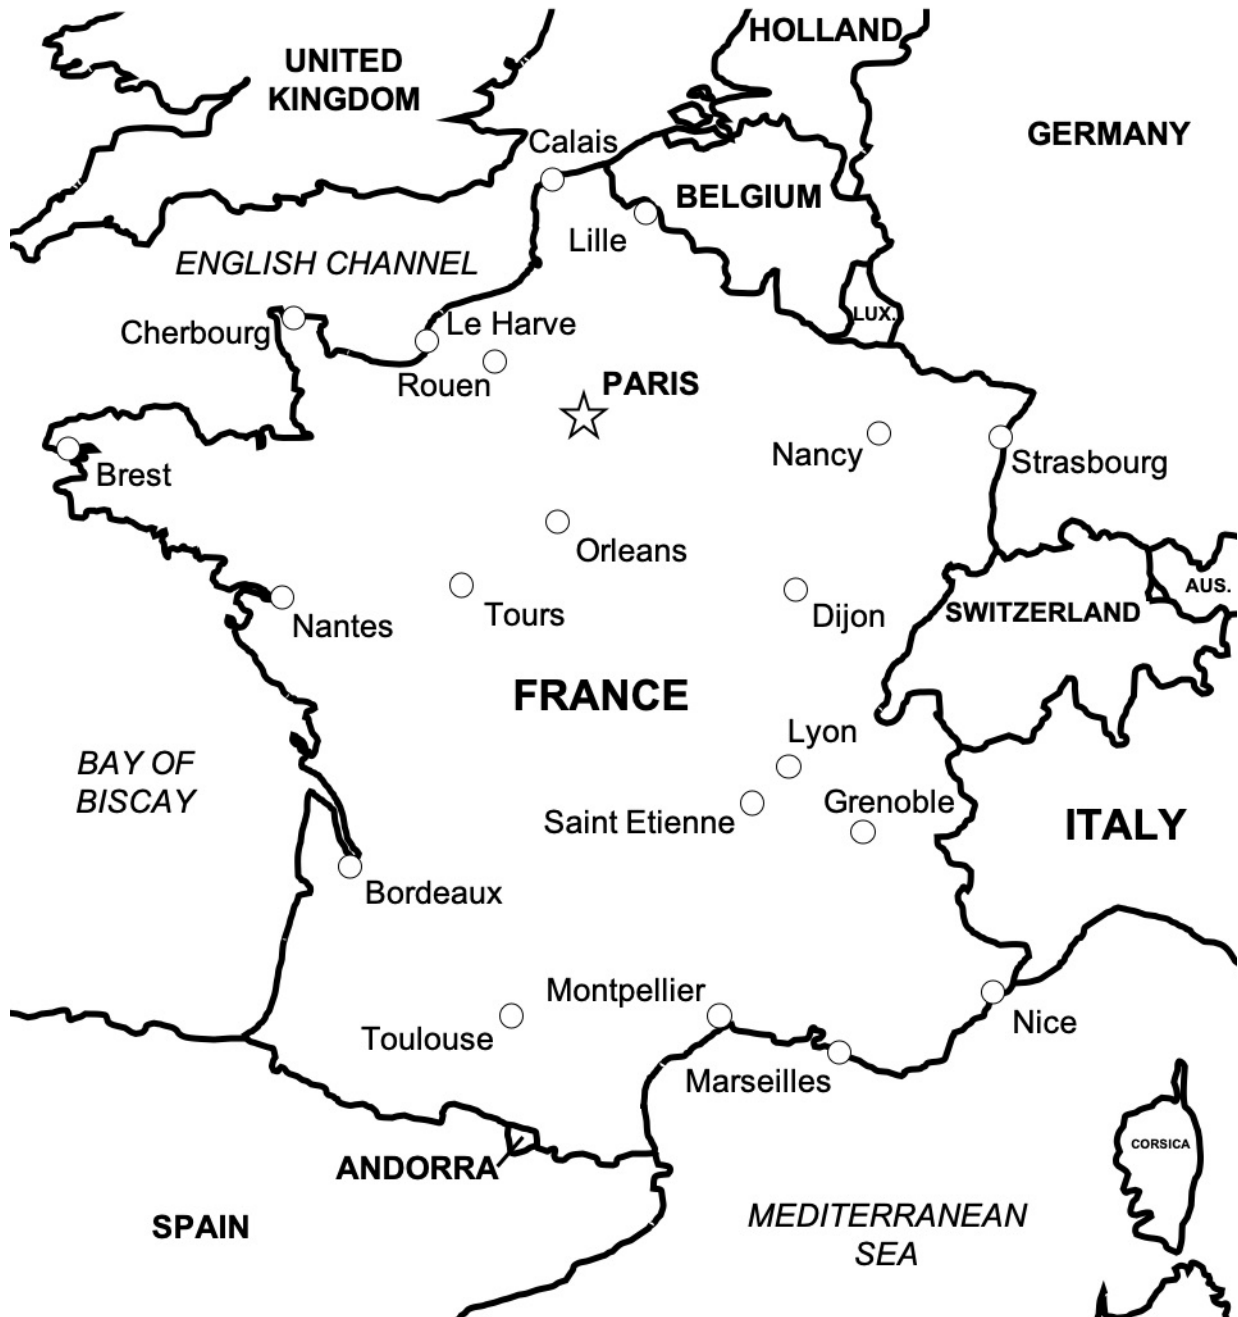 HOLLAND
UNITED
KINGDOM
GERMANY
Calais
BELGIUM
Lille
ENGLISH CHANNEL
LUX.
Cherbourg
Le Harve
Rouen
PARIS
Nancy
Strasbourg
Brest
Orleans
AUS.
Nantes
Tours
Dijon
SWITZERLAND
FRANCE
Lyon
BAY OF
BISCAY
Grenoble
Saint Etienne
ITALY
Bordeaux
Montpellier
Nice
Toulouse
Marseilles
CORSICA
ANDORRA
SPAIN
MEDITERRANEAN
SEA